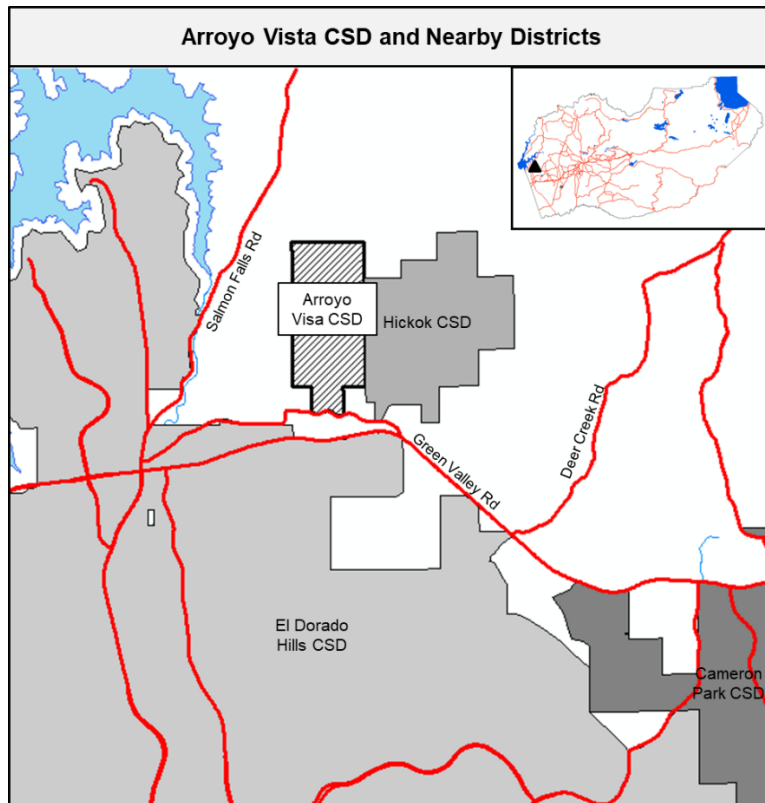 Arroyo Vista CSD and Nearby Districts
Salmon Falls Rd
Arroyo
Visa CSD
Hickok CSD
Deer Creek Rd
Green Valley Rd
El Dorado
Hills CSD
Cameron
Park CSD